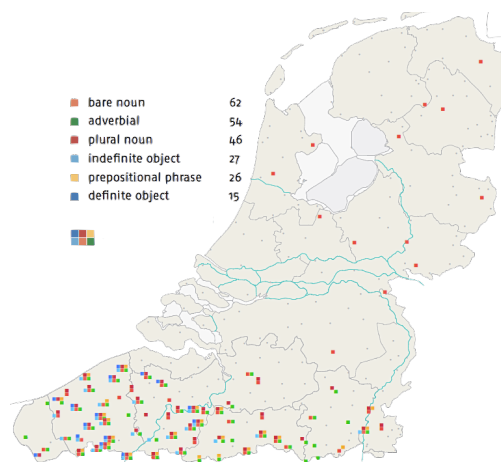 bare noun 62
adverbial 54
plural noun 46
indefinite object 27
prepositional phrase 26
definite object 15